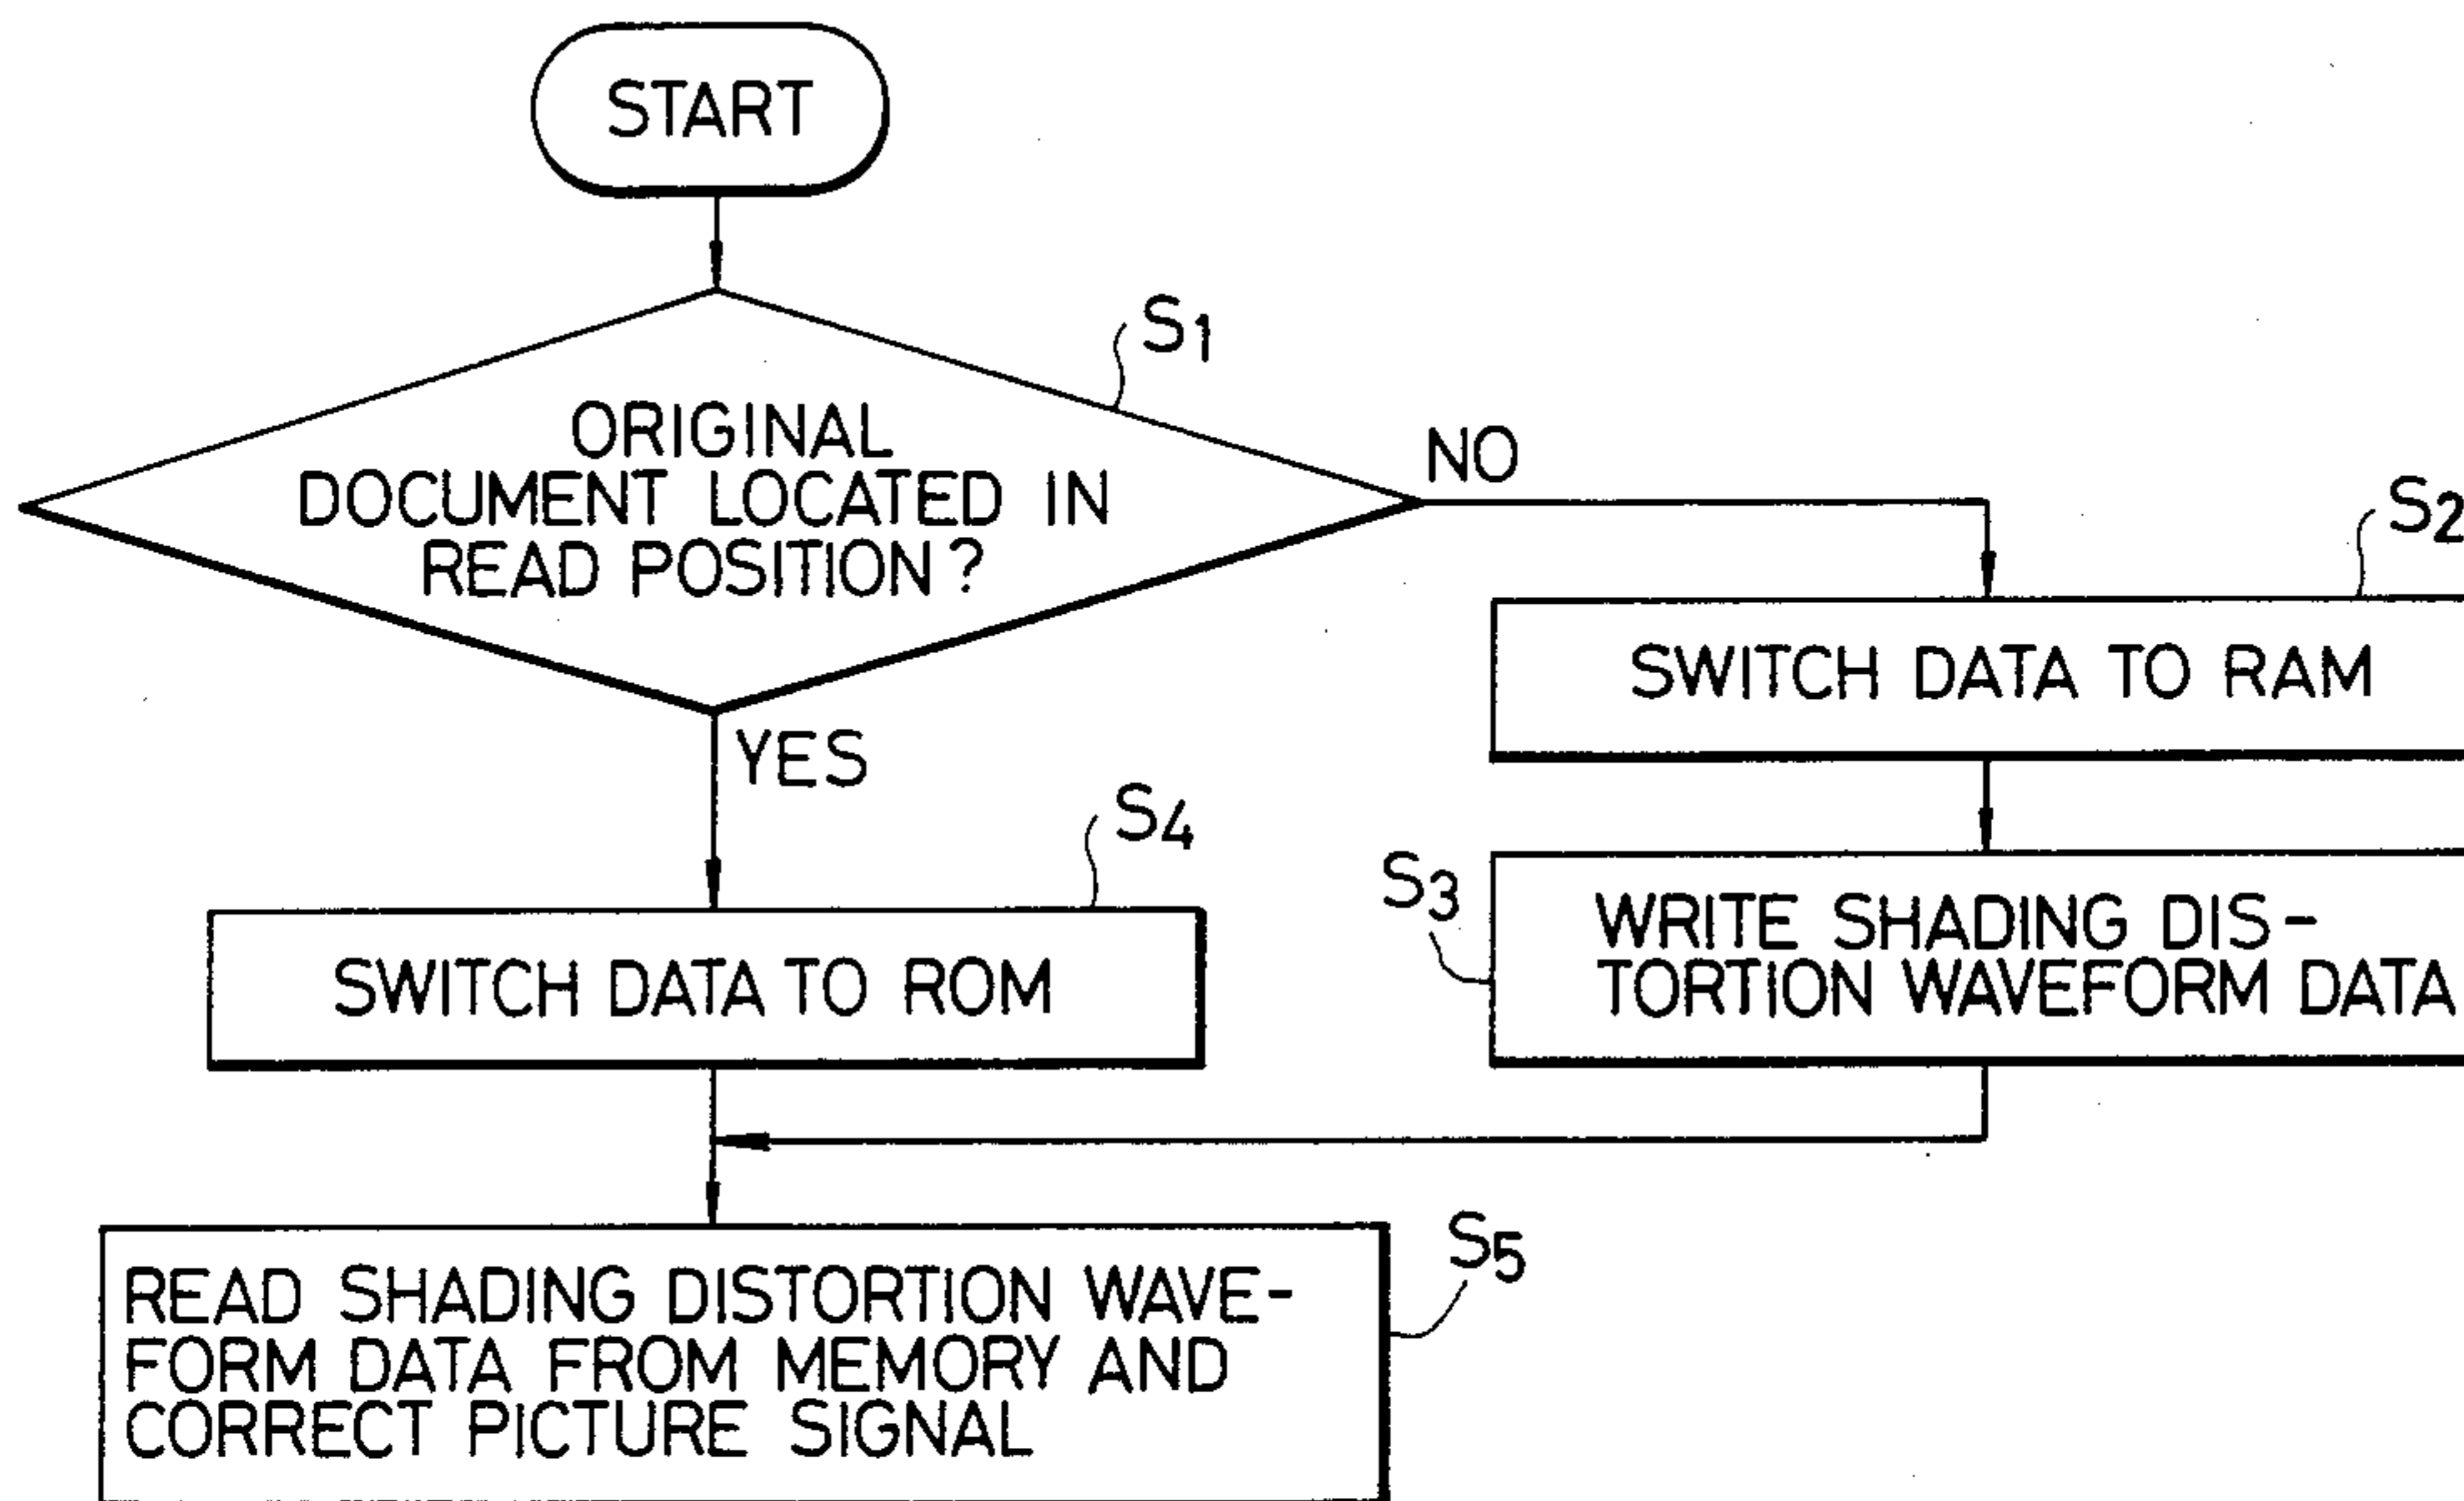 START
S1
ORIGINAL
DOCUMENT LOCATED IN
READ POSITION?
NO
S2
SWITCH DATA TO RAM
YES
S4
SWITCH DATA TO ROM
S3
WRITE SHADING DIS-
TORTION WAVEFORM DATA
S5
READ SHADING DISTORTION WAVE-
FORM DATA FROM MEMORY AND
CORRECT PICTURE SIGNAL